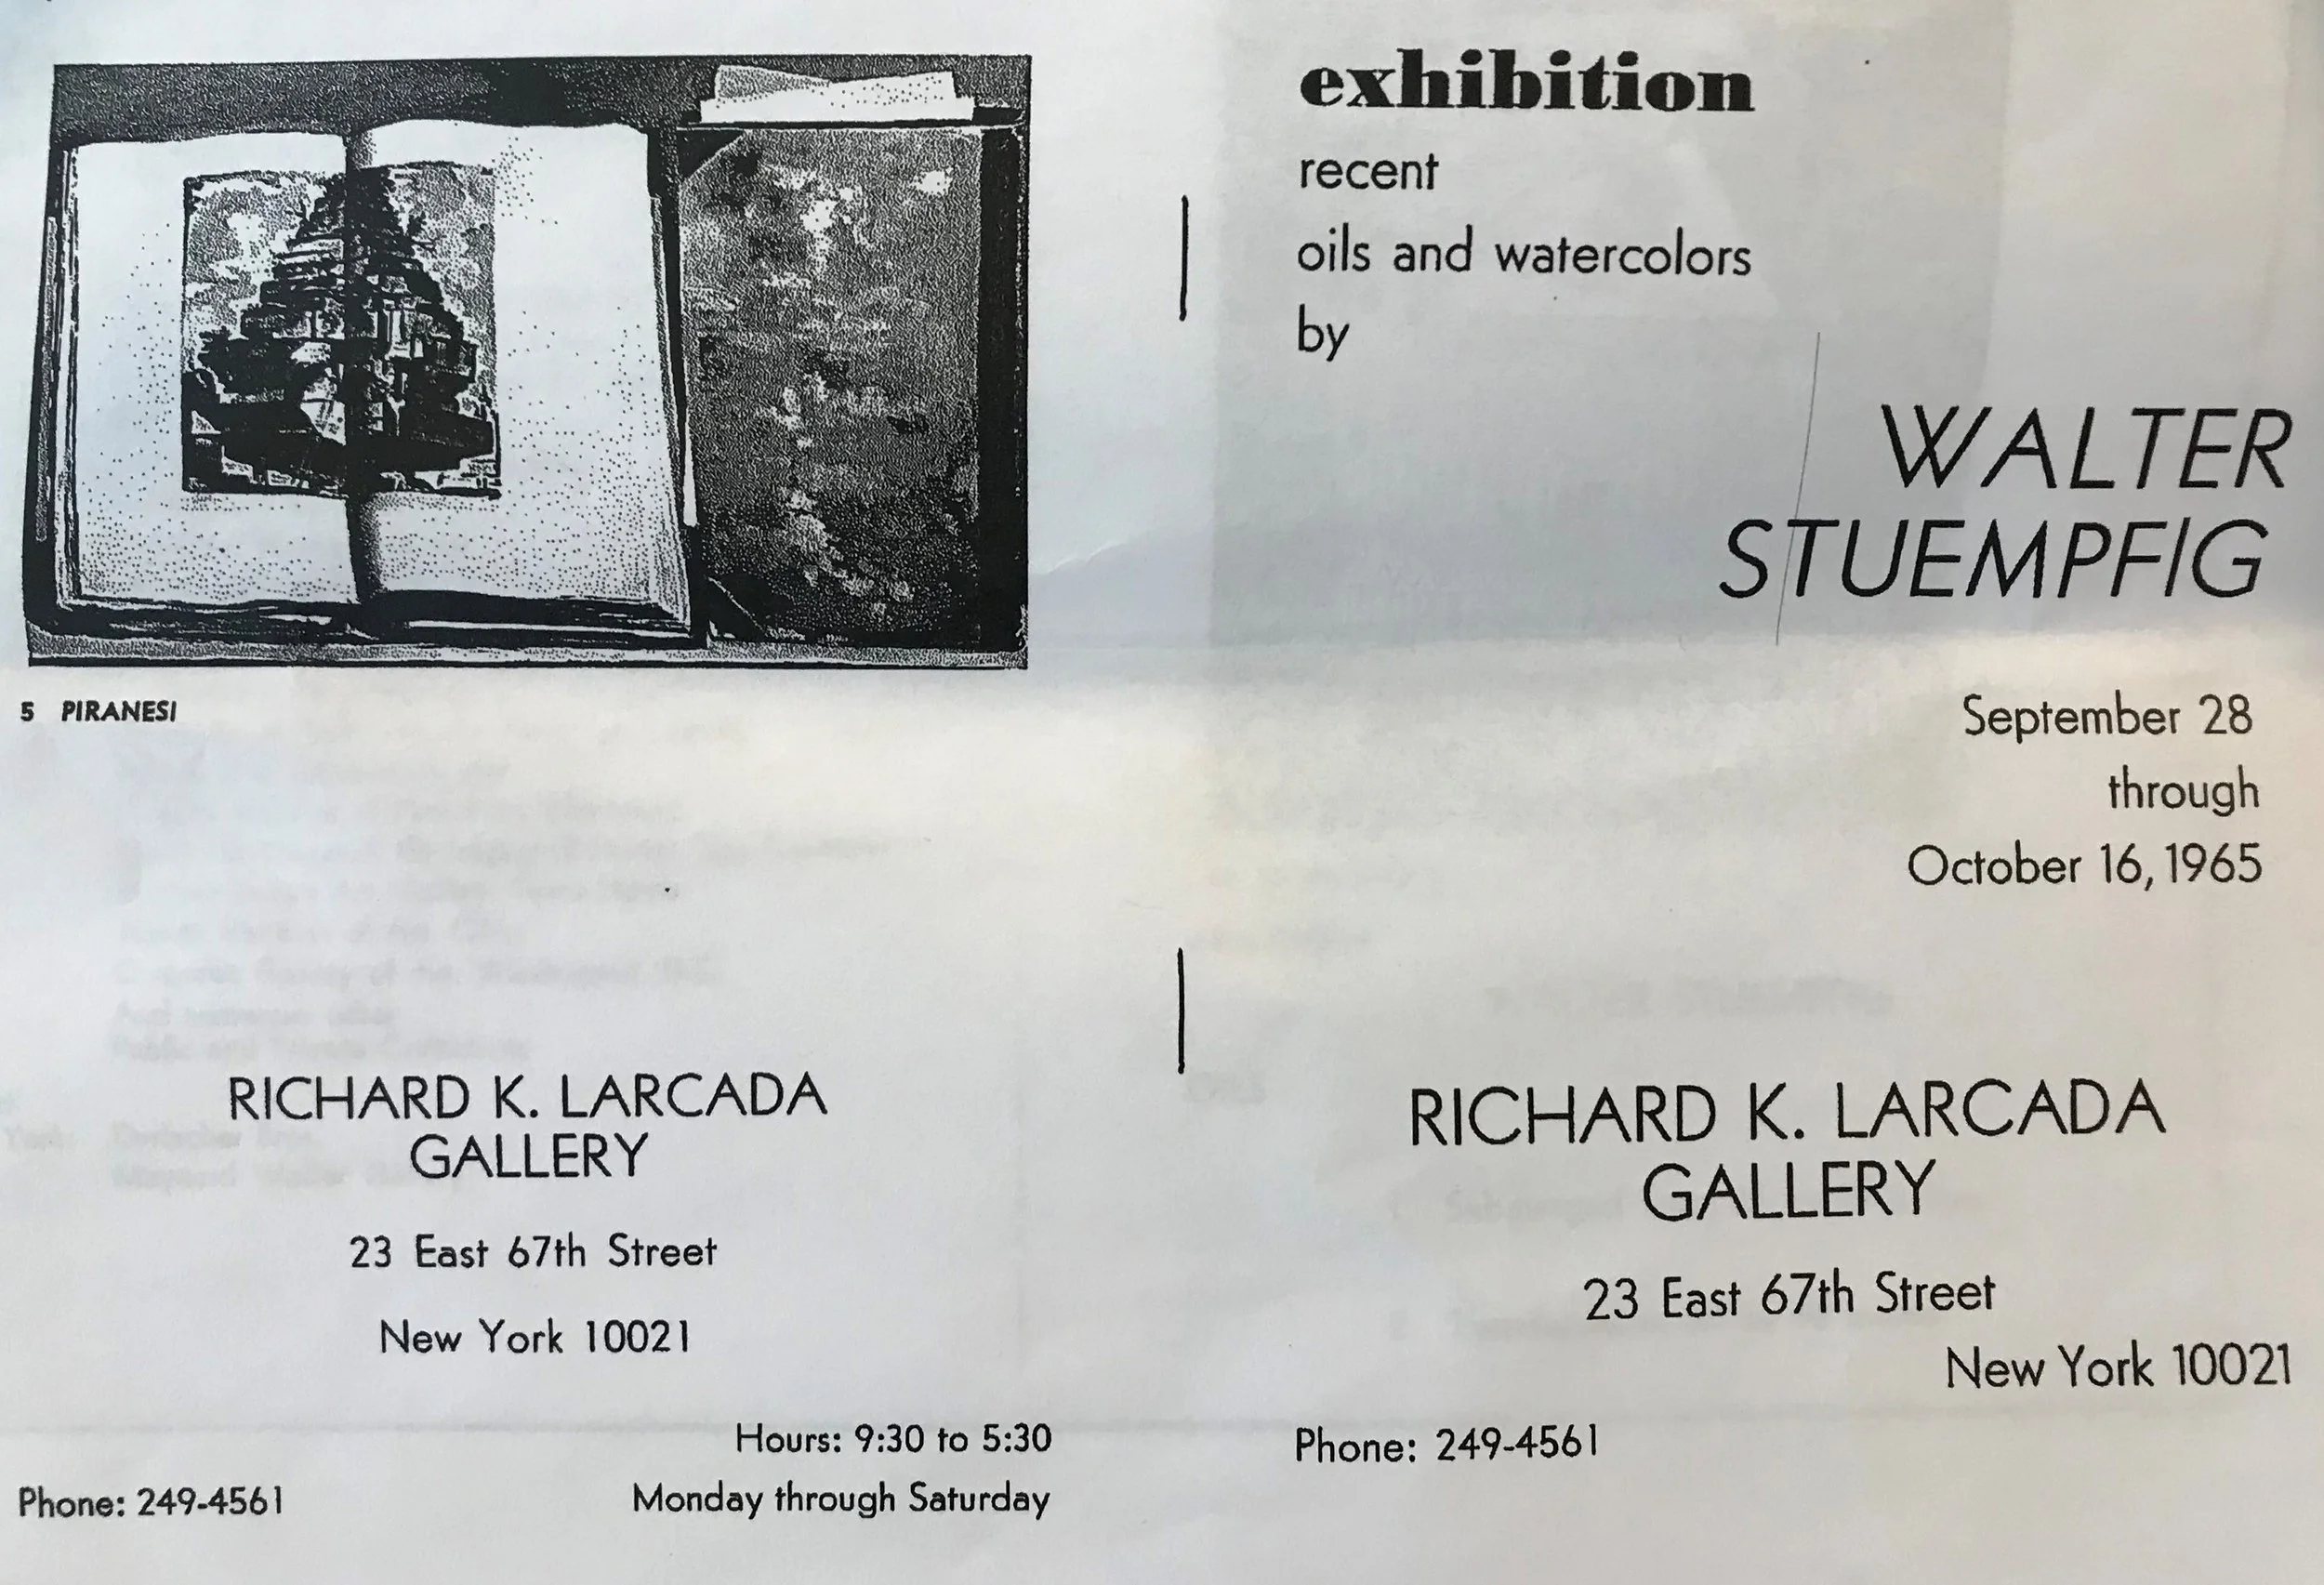 5 PIRANESI
RICHARD K. LARCADA
GALLERY
23 East 67th Street
New York 10021
Hours: 9:30 to 5:30
Phone: 249-4561
Monday through Saturday
exhibition
recent
oils and watercolors
by
WALTER
STUEMPFIG
September 28
through
October 16, 1965
RICHARD K. LARCADA
GALLERY
23 East 67th Street
New York 10021
Phone: 249-4561